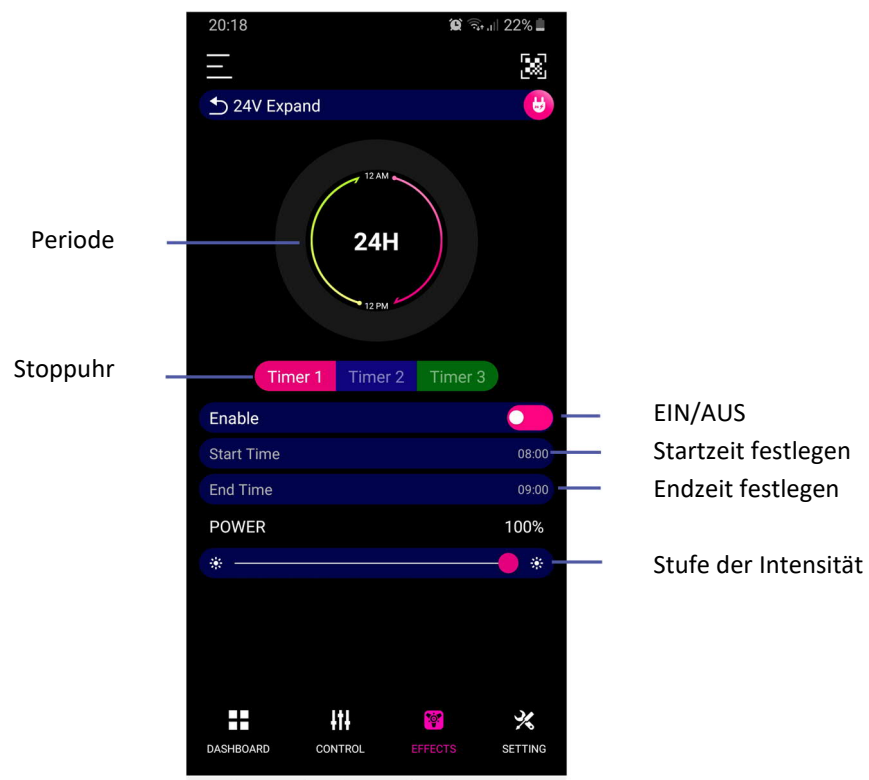 20:18
22%
24V Expand
12 AM
Periode
24H
12 PM
Stoppuhr
Timer 1 Timer 2 Timer 3
Enable
EIN/AUS
Start Time 08:00
Startzeit festlegen
End Time 09:00
Endzeit festlegen
POWER 100%
Stufe der Intensität
DASHBOARD CONTROL EFFECTS SETTING